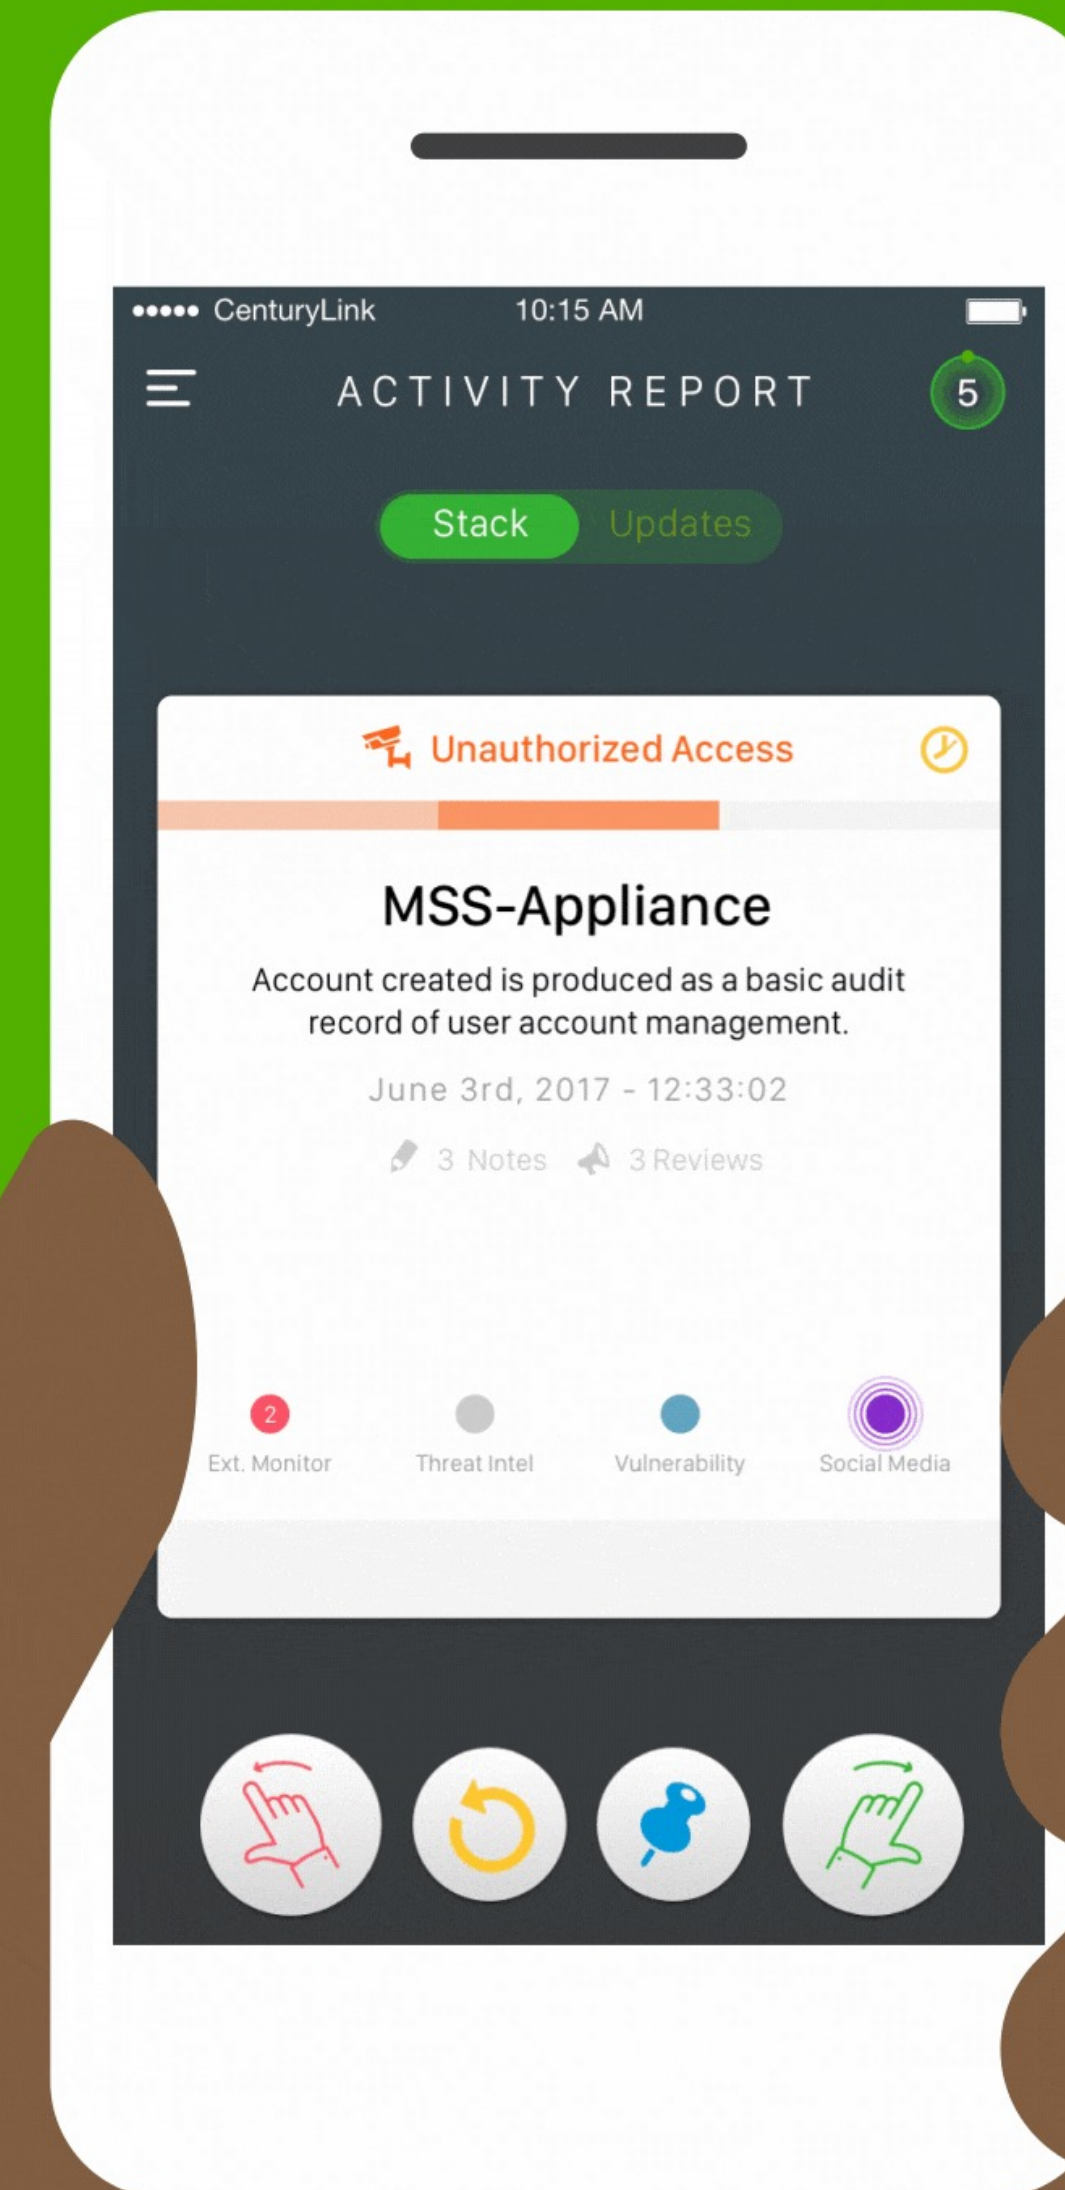 CenturyLink 10:15 AM
ACTIVITY REPORT 5
Stack Updates
Unauthorized Access
MSS-Appliance
Account created is produced as a basic audit
record of user account management.
June 3rd, 2017 - 12:33:02
3 Notes 3 Reviews
2
Ext. Monitor Threat Intel Vulnerability Social Media